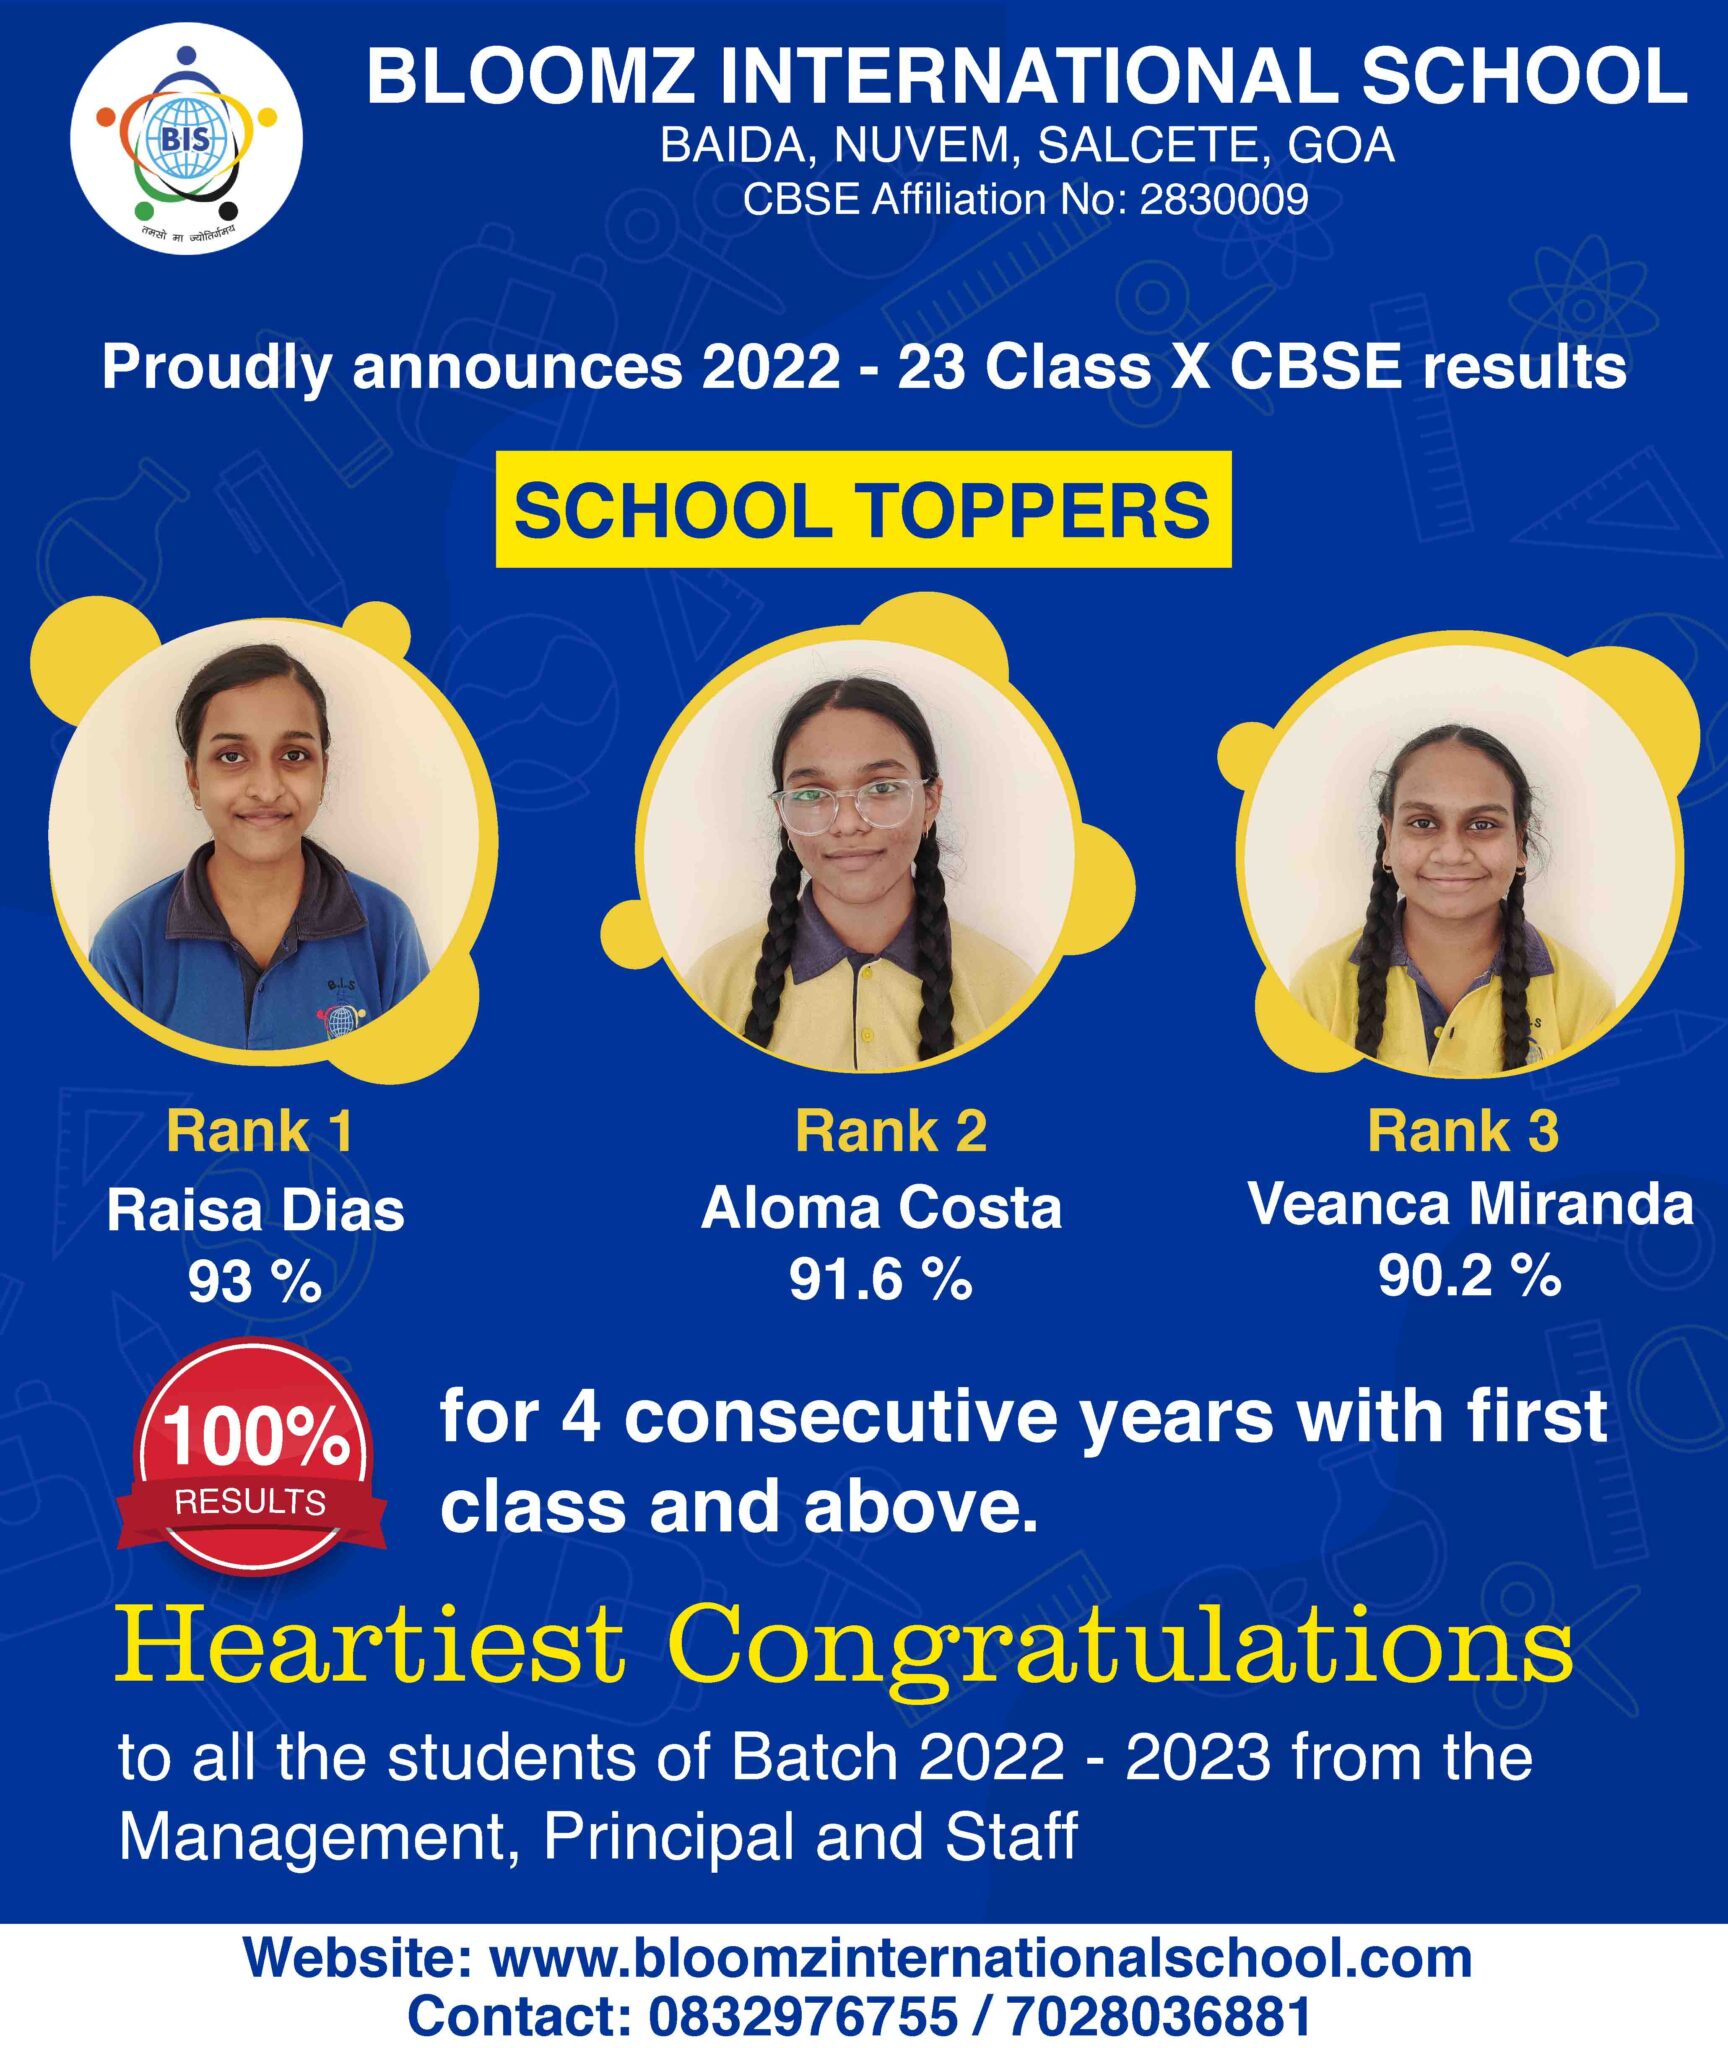 BIS
तमसो मा ज्योतिर्गमय
BLOOMZ INTERNATIONAL SCHOOL
BAIDA, NUVEM, SALCETE, GOA
CBSE Affiliation No: 2830009
Proudly announces 2022 - 23 Class X CBSE results
SCHOOL TOPPERS
B.I.S
.S
Rank 1
Raisa Dias
93 %
Rank 2
Aloma Costa
91.6 %
Rank 3
Veanca Miranda
90.2 %
100%
RESULTS
for 4 consecutive years with first
class and above.
Heartiest Congratulations
to all the students of Batch 2022 - 2023 from the
Management, Principal and Staff
Website: www.bloomzinternationalschool.com
Contact: 0832976755 / 7028036881